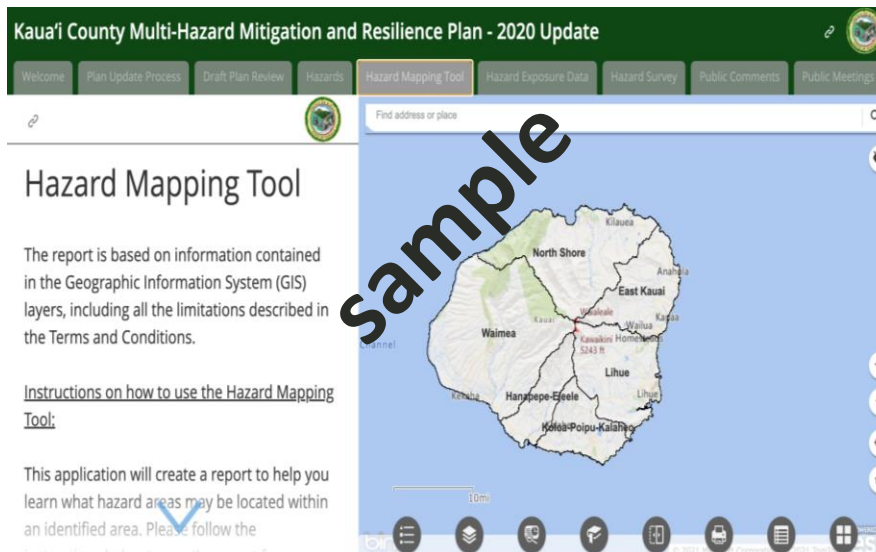 Kaua‘i County Multi-Hazard Mitigation and Resilience Plan - 2020 Update
Welcome
Plan Update Process
Draft Plan Review
Hazards
Hazard Mapping Tool
Hazard Exposure Data
Hazard Survey
Public Comments
Public Meetings
Find address or place
Hazard Mapping Tool
The report is based on information contained
in the Geographic Information System (GIS)
layers, including all the limitations described in
the Terms and Conditions.
Instructions on how to use the Hazard Mapping
Tool:
This application will create a report to help you
learn what hazard areas may be located within
an identified area. Please follow the
sample
Kilauea
North Shore
Anahola
East Kauai
Kauai
Waialeale
Kapaa
Wailua
Homesteads
Waimea
Kawaikini
5243 ft
Channel
Lihue
Kekaha
Hanapepe-Eleele
Lihue
Koloa-Poipu-Kalaheo
10mi
bing